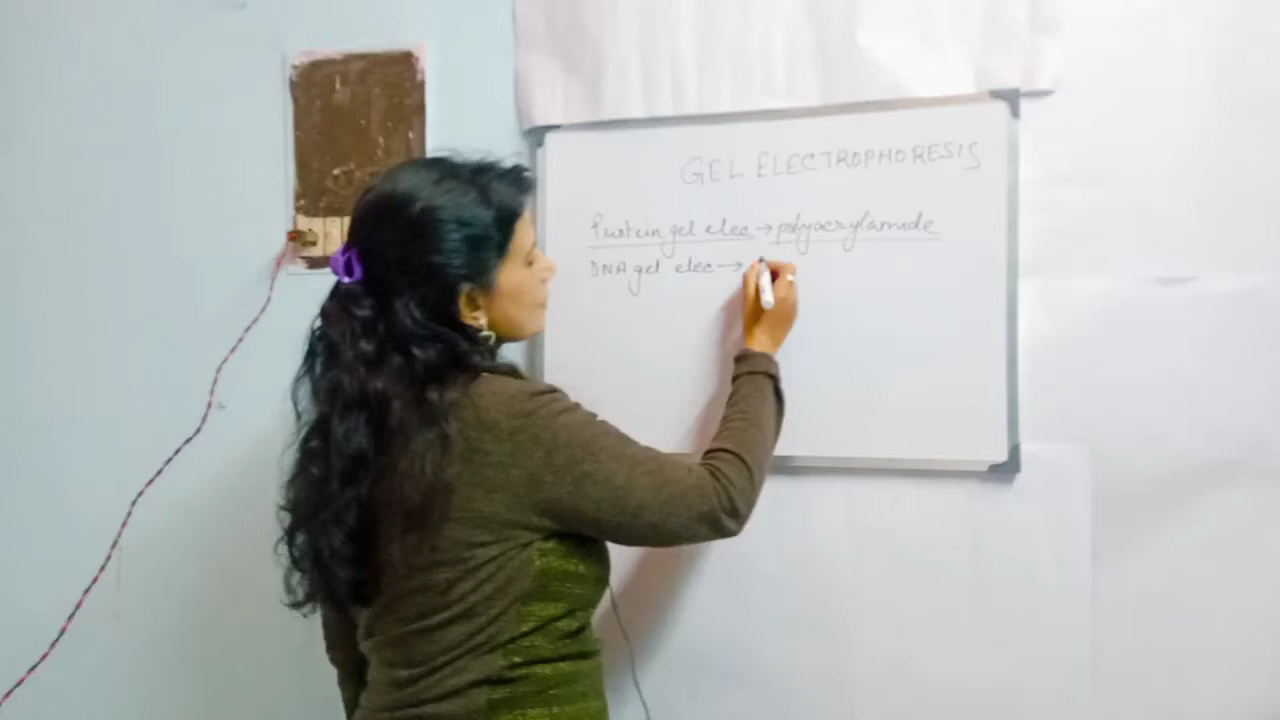 GEL ELECTROPHORESIS
Protein gel elec → polyacrylamide
DNA gel elec →